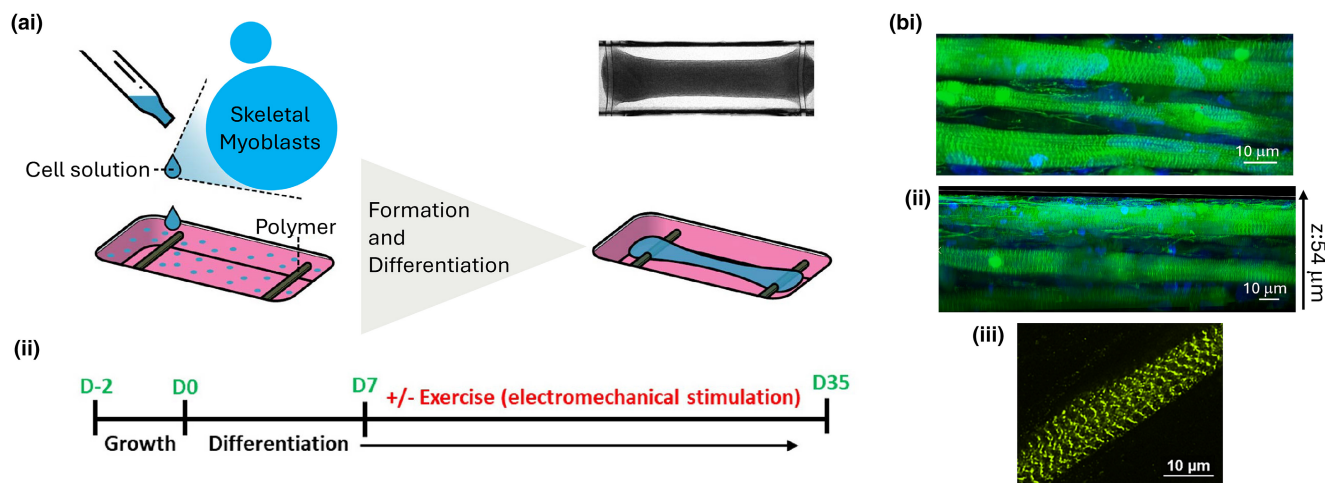 (ai)
Skeletal
Myoblasts
Cell solution
Polymer
Formation
and
Differentiation
(ii)
D-2
D0
D7
+/- Exercise (electromechanical stimulation)
D35
Growth
Differentiation
(bi)
10 μm
(ii)
10 μm
z:54 μm
(iii)
10 μm